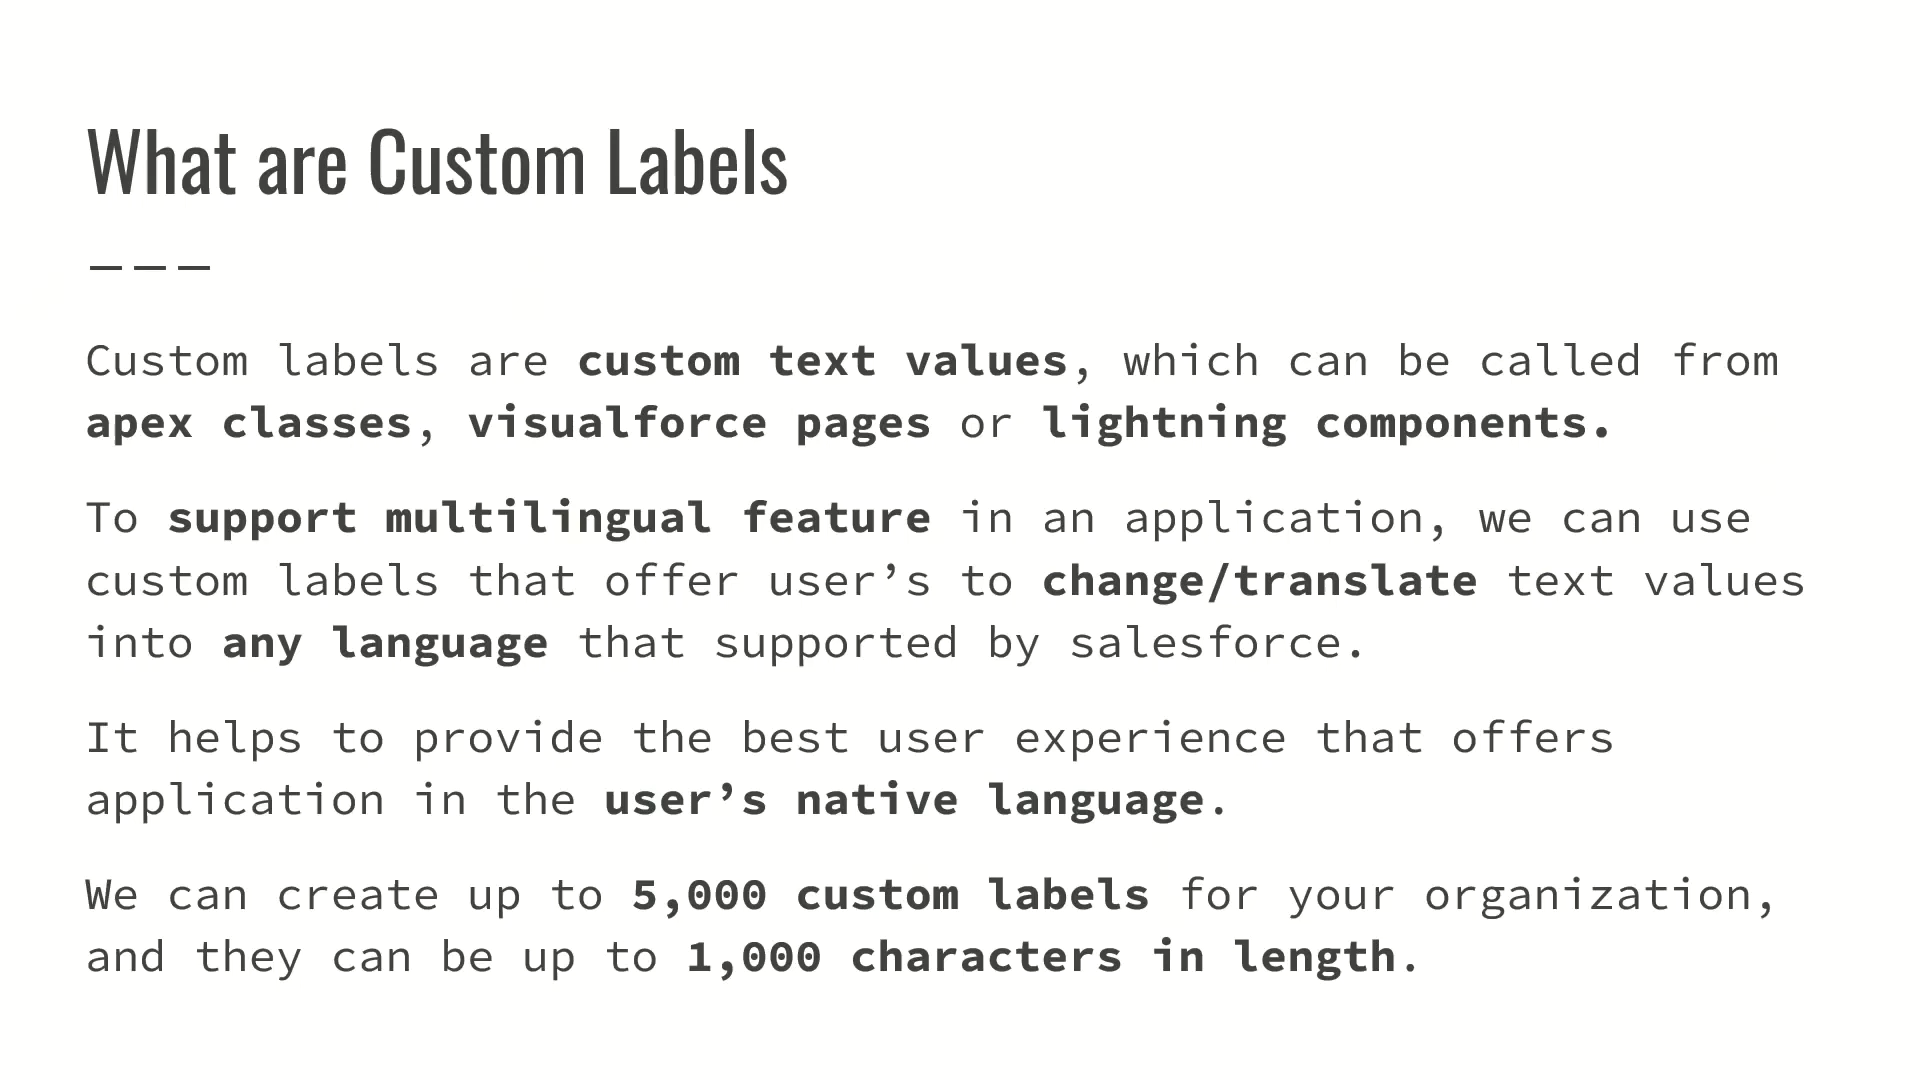 What are Custom Labels
Custom labels are custom text values, which can be called from
apex classes, visualforce pages or lightning components.
To support multilingual feature in an application, we can use
custom labels that offer user’s to change/translate text values
into any language that supported by salesforce.
It helps to provide the best user experience that offers
application in the user’s native language.
We can create up to 5,000 custom labels for your organization,
and they can be up to 1,000 characters in length.